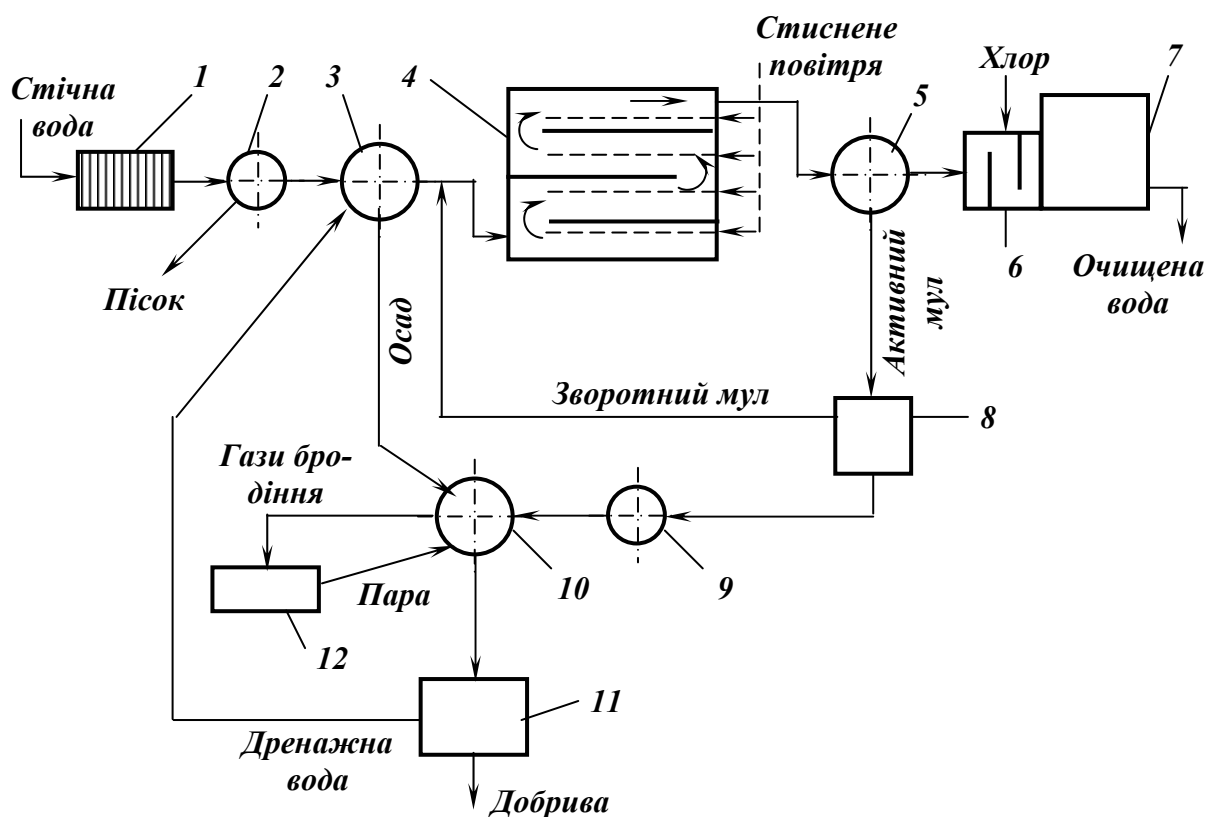 Стічна
вода
1
2
3
4
Стиснене
повітря
5
Хлор
7
Пісок
Осад
Активний
мул
6
Очищена
вода
Зворотний мул
8
Гази бро-
діння
Пара
10
9
12
11
Дренажна
вода
Добрива